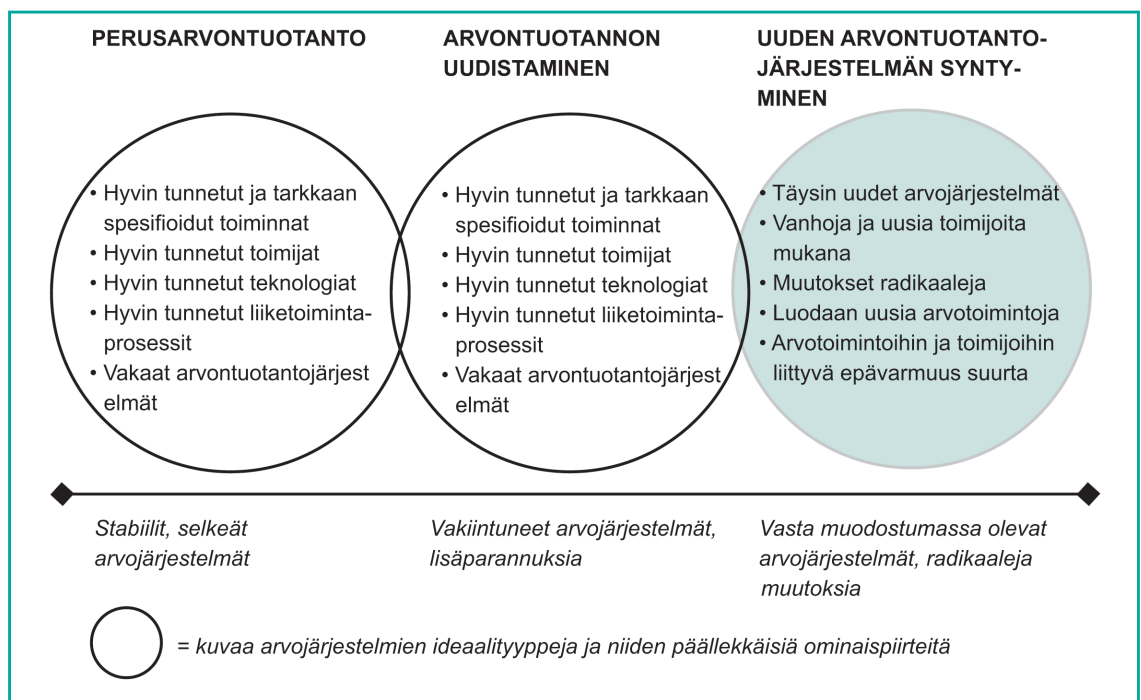 PERUSARVONTUOTANTO
ARVONTUOTANNON
UUDISTAMINEN
UUDEN ARVONTUOTANTO-
JÄRJESTELMÄN SYNTY-
MINEN
• Hyvin tunnetut ja tarkkaan
spesifioidut toiminnat
• Hyvin tunnetut toimijat
• Hyvin tunnetut teknologiat
• Hyvin tunnetut liiketoiminta-
prosessit
• Vakaat arvontuotantojärjest
elmät
• Hyvin tunnetut ja tarkkaan
spesifioidut toiminnat
• Hyvin tunnetut toimijat
• Hyvin tunnetut teknologiat
• Hyvin tunnetut liiketoiminta-
prosessit
• Vakaat arvontuotantojärjest
elmät
• Täysin uudet arvojärjestelmät
• Vanhoja ja uusia toimijoita
mukana
• Muutokset radikaaleja
• Luodaan uusia arvotoimintoja
• Arvotoimintoihin ja toimijoihin
liittyvä epävarmuus suurta
Stabiilit, selkeät
arvojärjestelmät
Vakiintuneet arvojärjestelmät,
lisäparannuksia
Vasta muodostumassa olevat
arvojärjestelmät, radikaaleja
muutoksia
= kuvaa arvojärjestelmien ideaalityyppejä ja niiden päällekkäisiä ominaispiirteitä